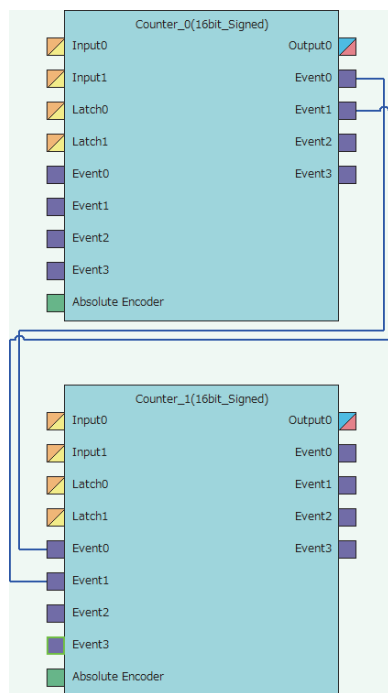 Counter_0(16bit_Signed)
Input0 Output0
Input1 Event0
Latch0 Event1
Latch1 Event2
Event0 Event3
Event1
Event2
Event3
Absolute Encoder
Counter_1(16bit_Signed)
Input0 Output0
Input1 Event0
Latch0 Event1
Latch1 Event2
Event0 Event3
Event1
Event2
Event3
Absolute Encoder